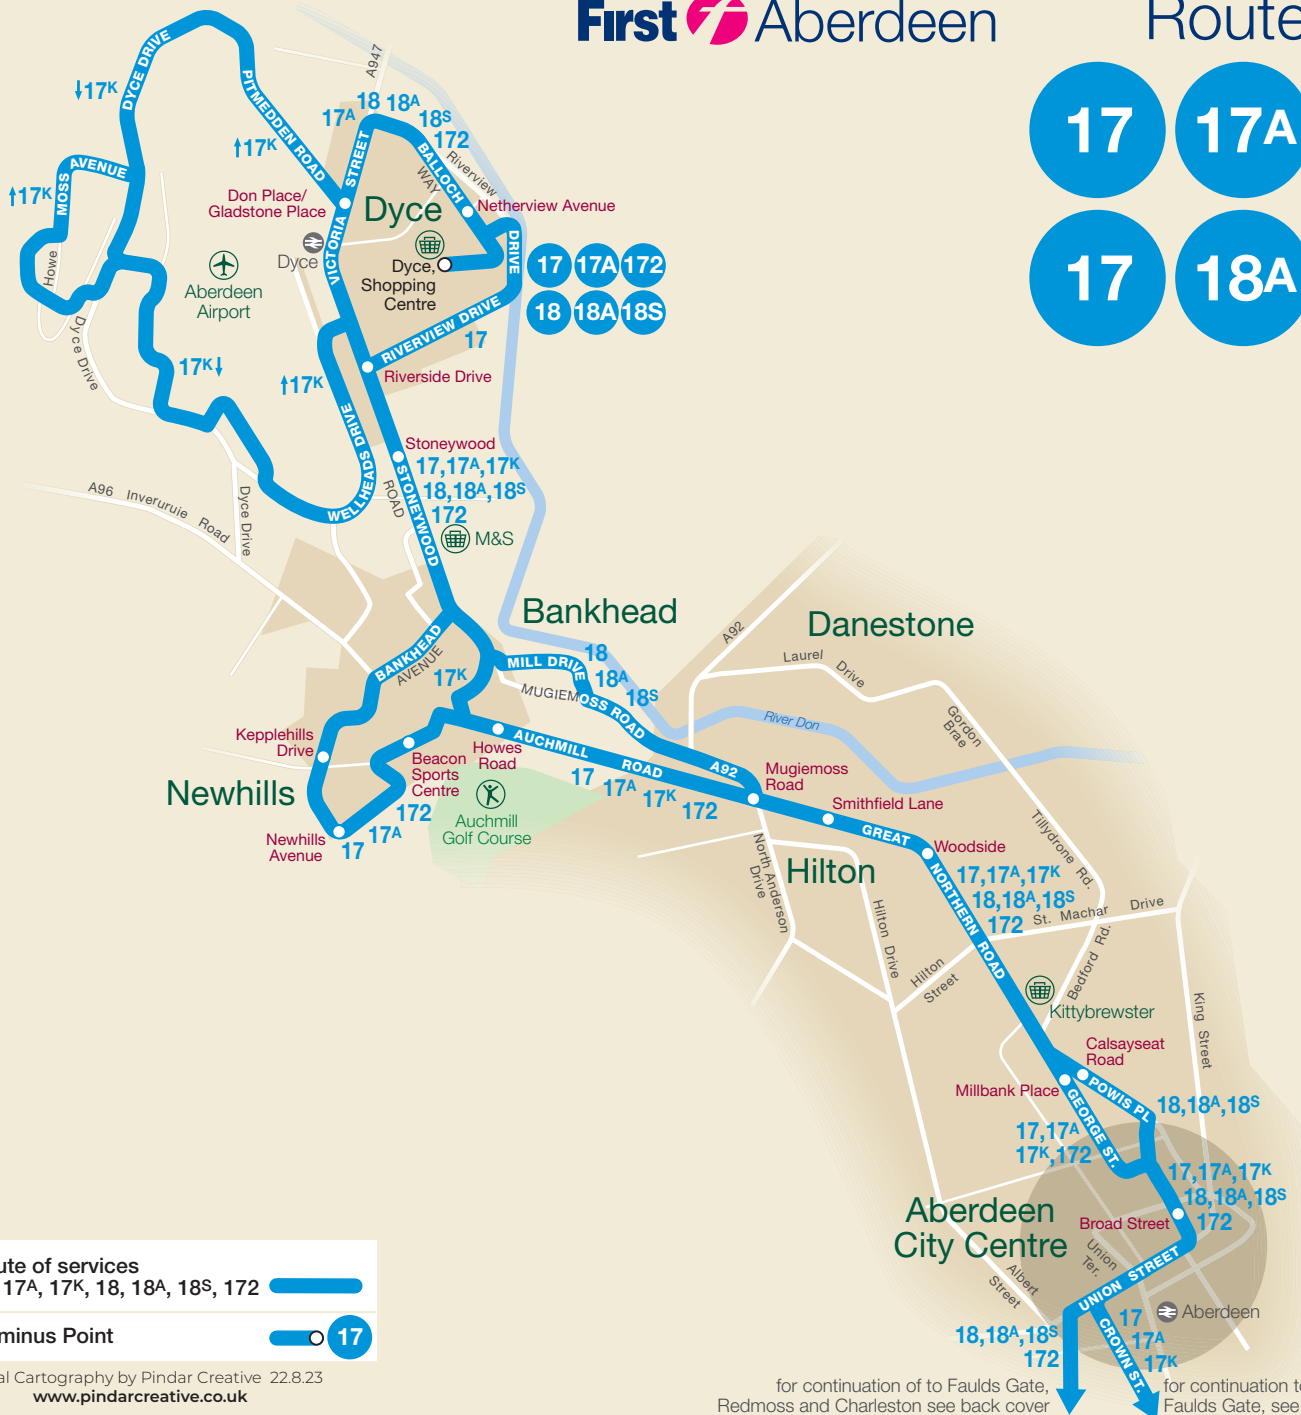 First Aberdeen
Route
17 17A
17 18A
DYCE DRIVE
↓17K
PITMEDDEN ROAD
↑17K
MOSS AVENUE
↑17K
Howe
Dyce Drive
A947
17A 18 18A
18S
172
VICTORIA STREET
BALLOCH
WAY
Riverview
Don Place/
Gladstone Place
Dyce
Netherview Avenue
DRIVE
Dyce
Dyce,
Shopping
Centre
17 17A 172
18 18A 18S
Aberdeen
Airport
RIVERVIEW DRIVE
17
17K↓
↑17K
Riverside Drive
WELLHEADS DRIVE
Stoneywood
17,17A,17K
18,18A,18S
172
STONEYWOOD
ROAD
M&S
A96 Inveruruie Road
Dyce Drive
Bankhead
Danestone
A92
Laurel Drive
BANKHEAD
AVENUE
17K
MILL DRIVE
18
18A
18S
MUGIEMOSS ROAD
River Don
Gordon
Brae
Kepplehills
Drive
Beacon
Sports
Centre
Howes
Road
AUCHMILL ROAD
A92
17 17A 17K 172
Mugiemoss
Road
Smithfield Lane
Newhills
172
17A
17
Newhills
Avenue
Auchmill
Golf Course
GREAT NORTHERN ROAD
Woodside
Tillydrone Rd.
Hilton
North Anderson
Drive
17,17A,17K
18,18A,18S
172
St. Machar Drive
Hilton Drive
Hilton
Street
Bedford Rd.
Kittybrewster
King Street
Calsayseat
Road
Millbank Place
POWIS PL
18,18A,18S
GEORGE ST.
17,17A
17K,172
17,17A,17K
18,18A,18S
172
Aberdeen
City Centre
Broad Street
Union
Ter.
UNION STREET
Albert
Street
Aberdeen
CROWN ST.
17
17A
17K
18,18A,18S
172
for continuation of to Faulds Gate,
Redmoss and Charleston see back cover
for continuation t
Faulds Gate, see
ute of services
17A, 17K, 18, 18A, 18S, 172
minus Point
17
al Cartography by Pindar Creative 22.8.23
www.pindarcreative.co.uk